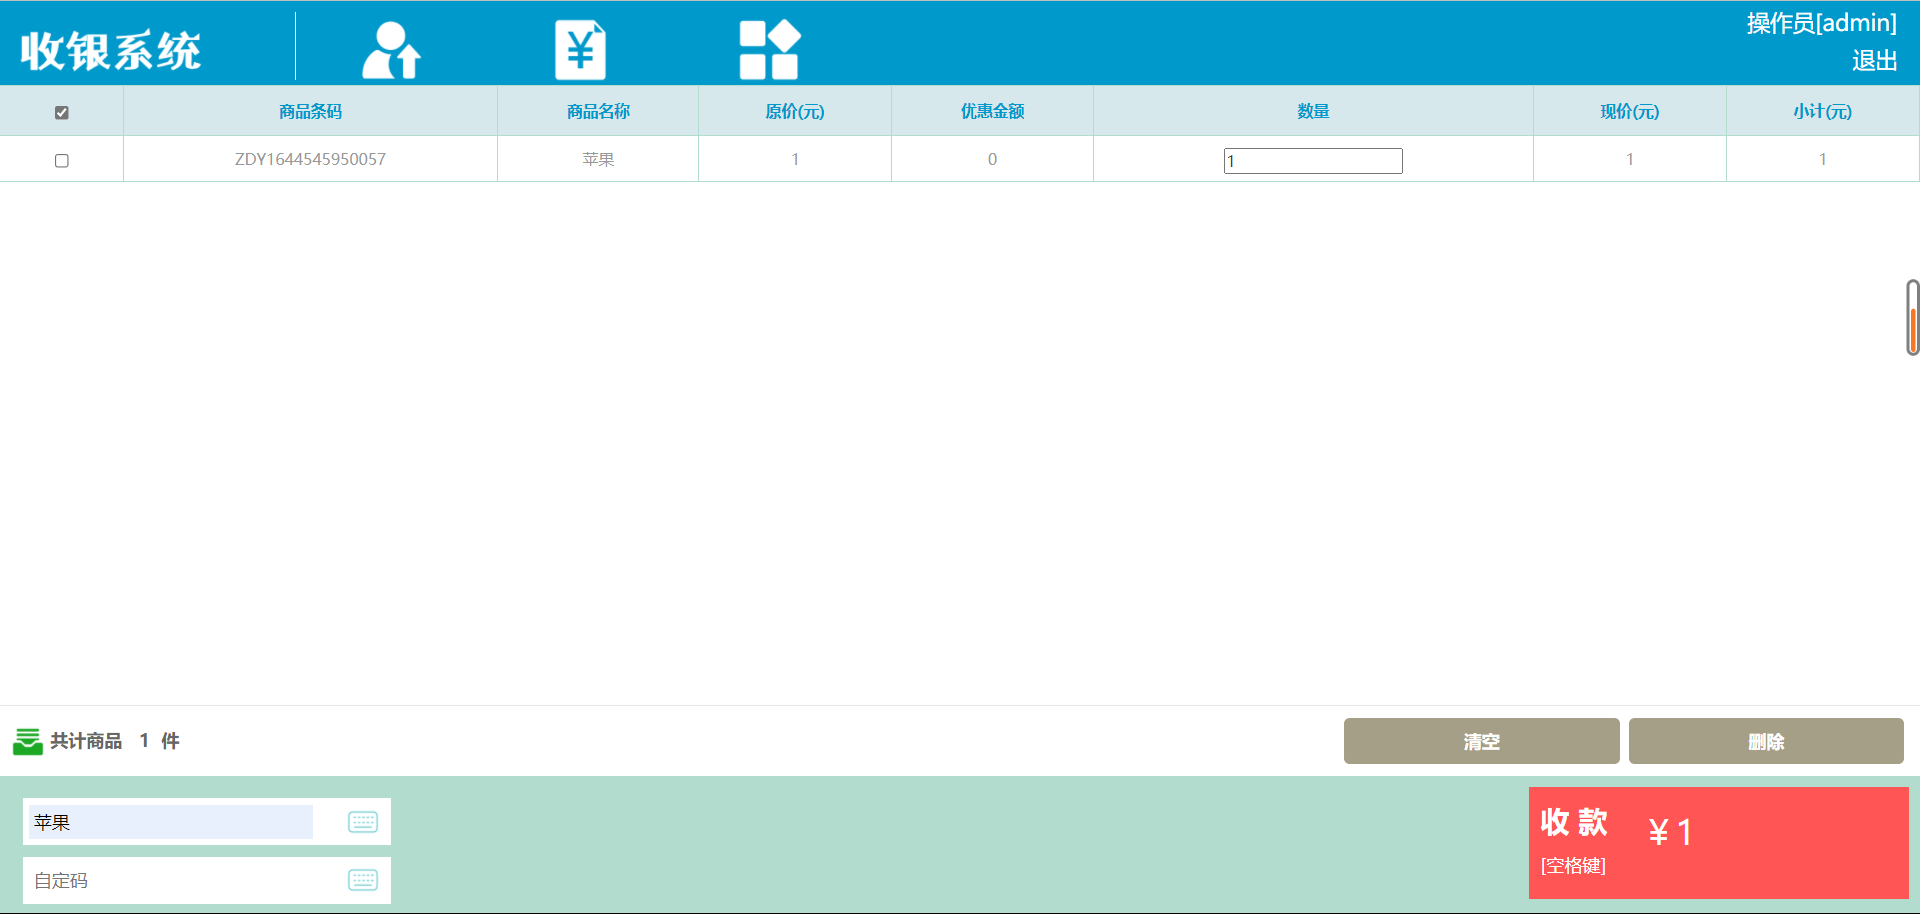 收银系统
操作员[admin]
退出
商品条码 商品名称 原价(元) 优惠金额 数量 现价(元) 小计(元)
ZDY1644545950057 苹果 1 0 1 1 1
共计商品 1 件
清空 删除
苹果
自定码
收 款 ¥ 1
[空格键]